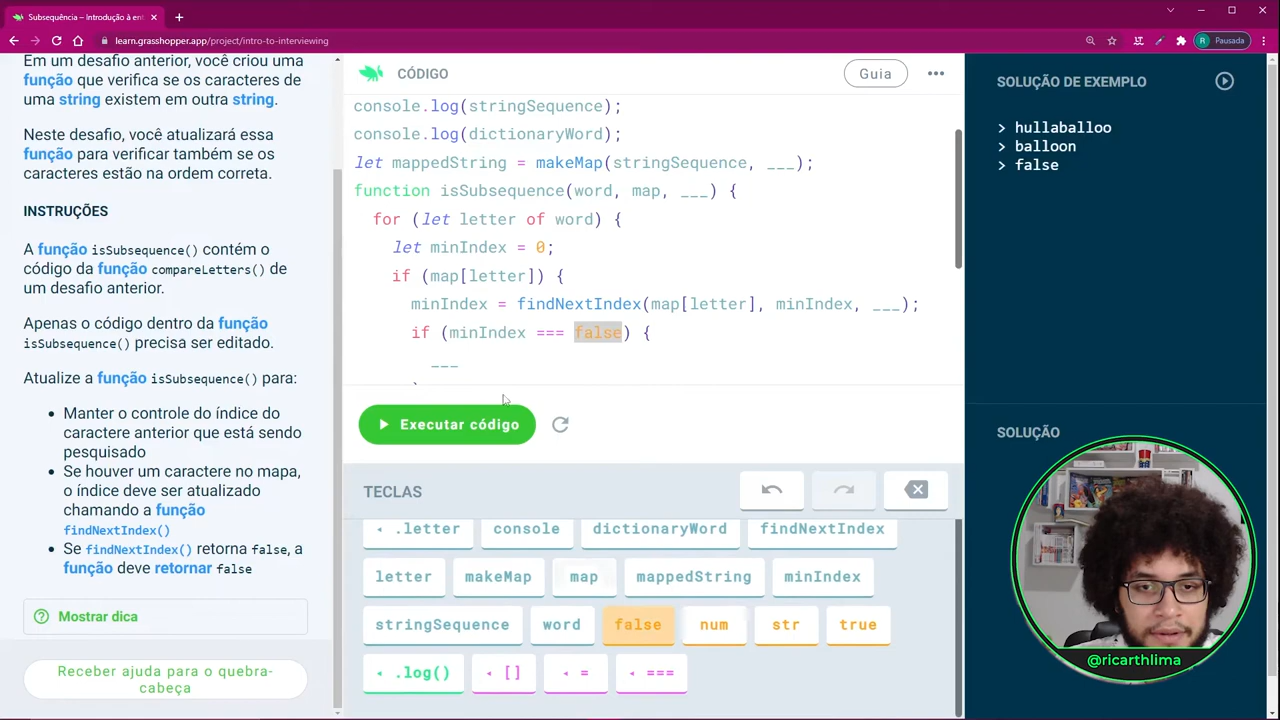 Subsequência – Introdução à ent
learn.grasshopper.app/project/intro-to-interviewing
R Pausada
Em um desafio anterior, você criou uma
função que verifica se os caracteres de
uma string existem em outra string.
Neste desafio, você atualizará essa
função para verificar também se os
caracteres estão na ordem correta.
INSTRUÇÕES
A função isSubsequence() contém o
código da função compareLetters() de
um desafio anterior.
Apenas o código dentro da função
isSubsequence() precisa ser editado.
Atualize a função isSubsequence() para:
• Manter o controle do índice do
caractere anterior que está sendo
pesquisado
• Se houver um caractere no mapa,
o índice deve ser atualizado
chamando a função
findNextIndex()
• Se findNextIndex() retorna false, a
função deve retornar false
Mostrar dica
Receber ajuda para o quebra-
cabeça
CÓDIGO
Guia
console.log(stringSequence);
console.log(dictionaryWord);
let mappedString = makeMap(stringSequence, ___);
function isSubsequence(word, map, ___) {
for (let letter of word) {
let minIndex = 0;
if (map[letter]) {
minIndex = findNextIndex(map[letter], minIndex, ___);
if (minIndex === false) {
___
Executar código
TECLAS
.letter console dictionaryWord findNextIndex
letter makeMap map mappedString minIndex
stringSequence word false num str true
.log() [] = ===
SOLUÇÃO DE EXEMPLO
> hullaballoo
> balloon
> false
SOLUÇÃO
@ricarthlima